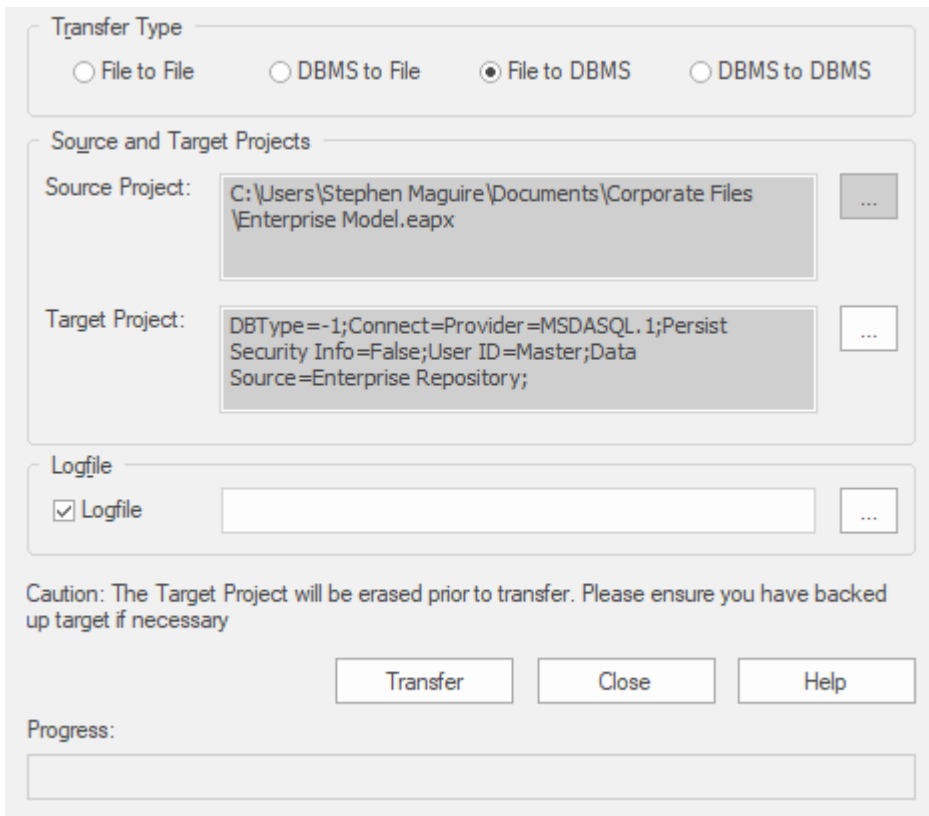 Transfer Type
File to File
DBMS to File
File to DBMS
DBMS to DBMS
Source and Target Projects
Source Project:
C:\Users\Stephen Maguire\Documents\Corporate Files
\Enterprise Model.eapx
...
Target Project:
DBType=-1;Connect=Provider=MSDASQL.1;Persist
Security Info=False;User ID=Master;Data
Source=Enterprise Repository;
...
Logfile
Logfile
...
Caution: The Target Project will be erased prior to transfer. Please ensure you have backed
up target if necessary
Transfer
Close
Help
Progress: